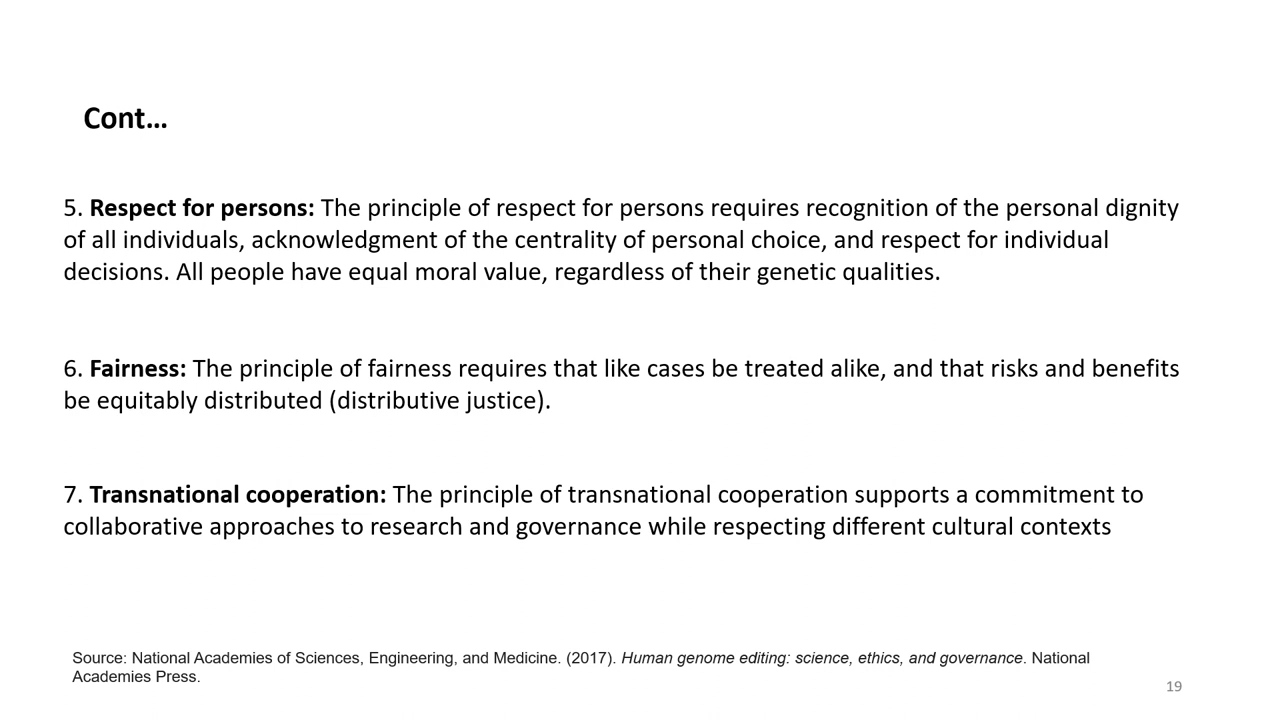 Cont…
5. Respect for persons: The principle of respect for persons requires recognition of the personal dignity
of all individuals, acknowledgment of the centrality of personal choice, and respect for individual
decisions. All people have equal moral value, regardless of their genetic qualities.
6. Fairness: The principle of fairness requires that like cases be treated alike, and that risks and benefits
be equitably distributed (distributive justice).
7. Transnational cooperation: The principle of transnational cooperation supports a commitment to
collaborative approaches to research and governance while respecting different cultural contexts
Source: National Academies of Sciences, Engineering, and Medicine. (2017). Human genome editing: science, ethics, and governance. National
Academies Press.
19